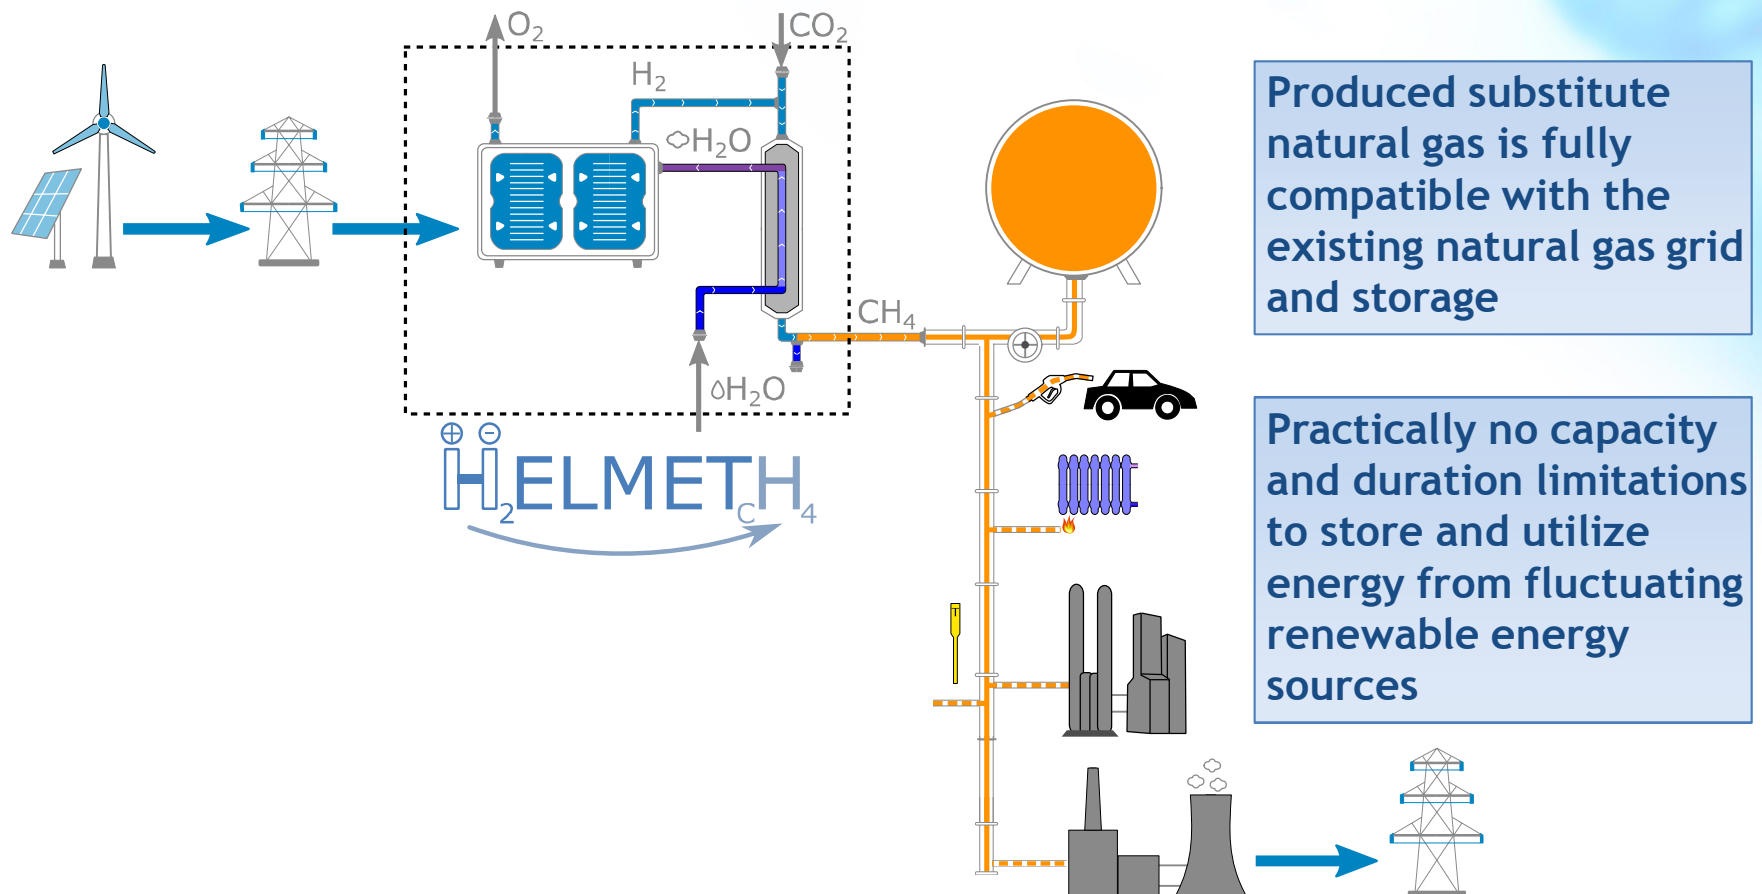 O₂
CO₂
H₂
H₂O
CH₄
H₂O
H₂ELMETCH₄
Produced substitute
natural gas is fully
compatible with the
existing natural gas grid
and storage
Practically no capacity
and duration limitations
to store and utilize
energy from fluctuating
renewable energy
sources
T